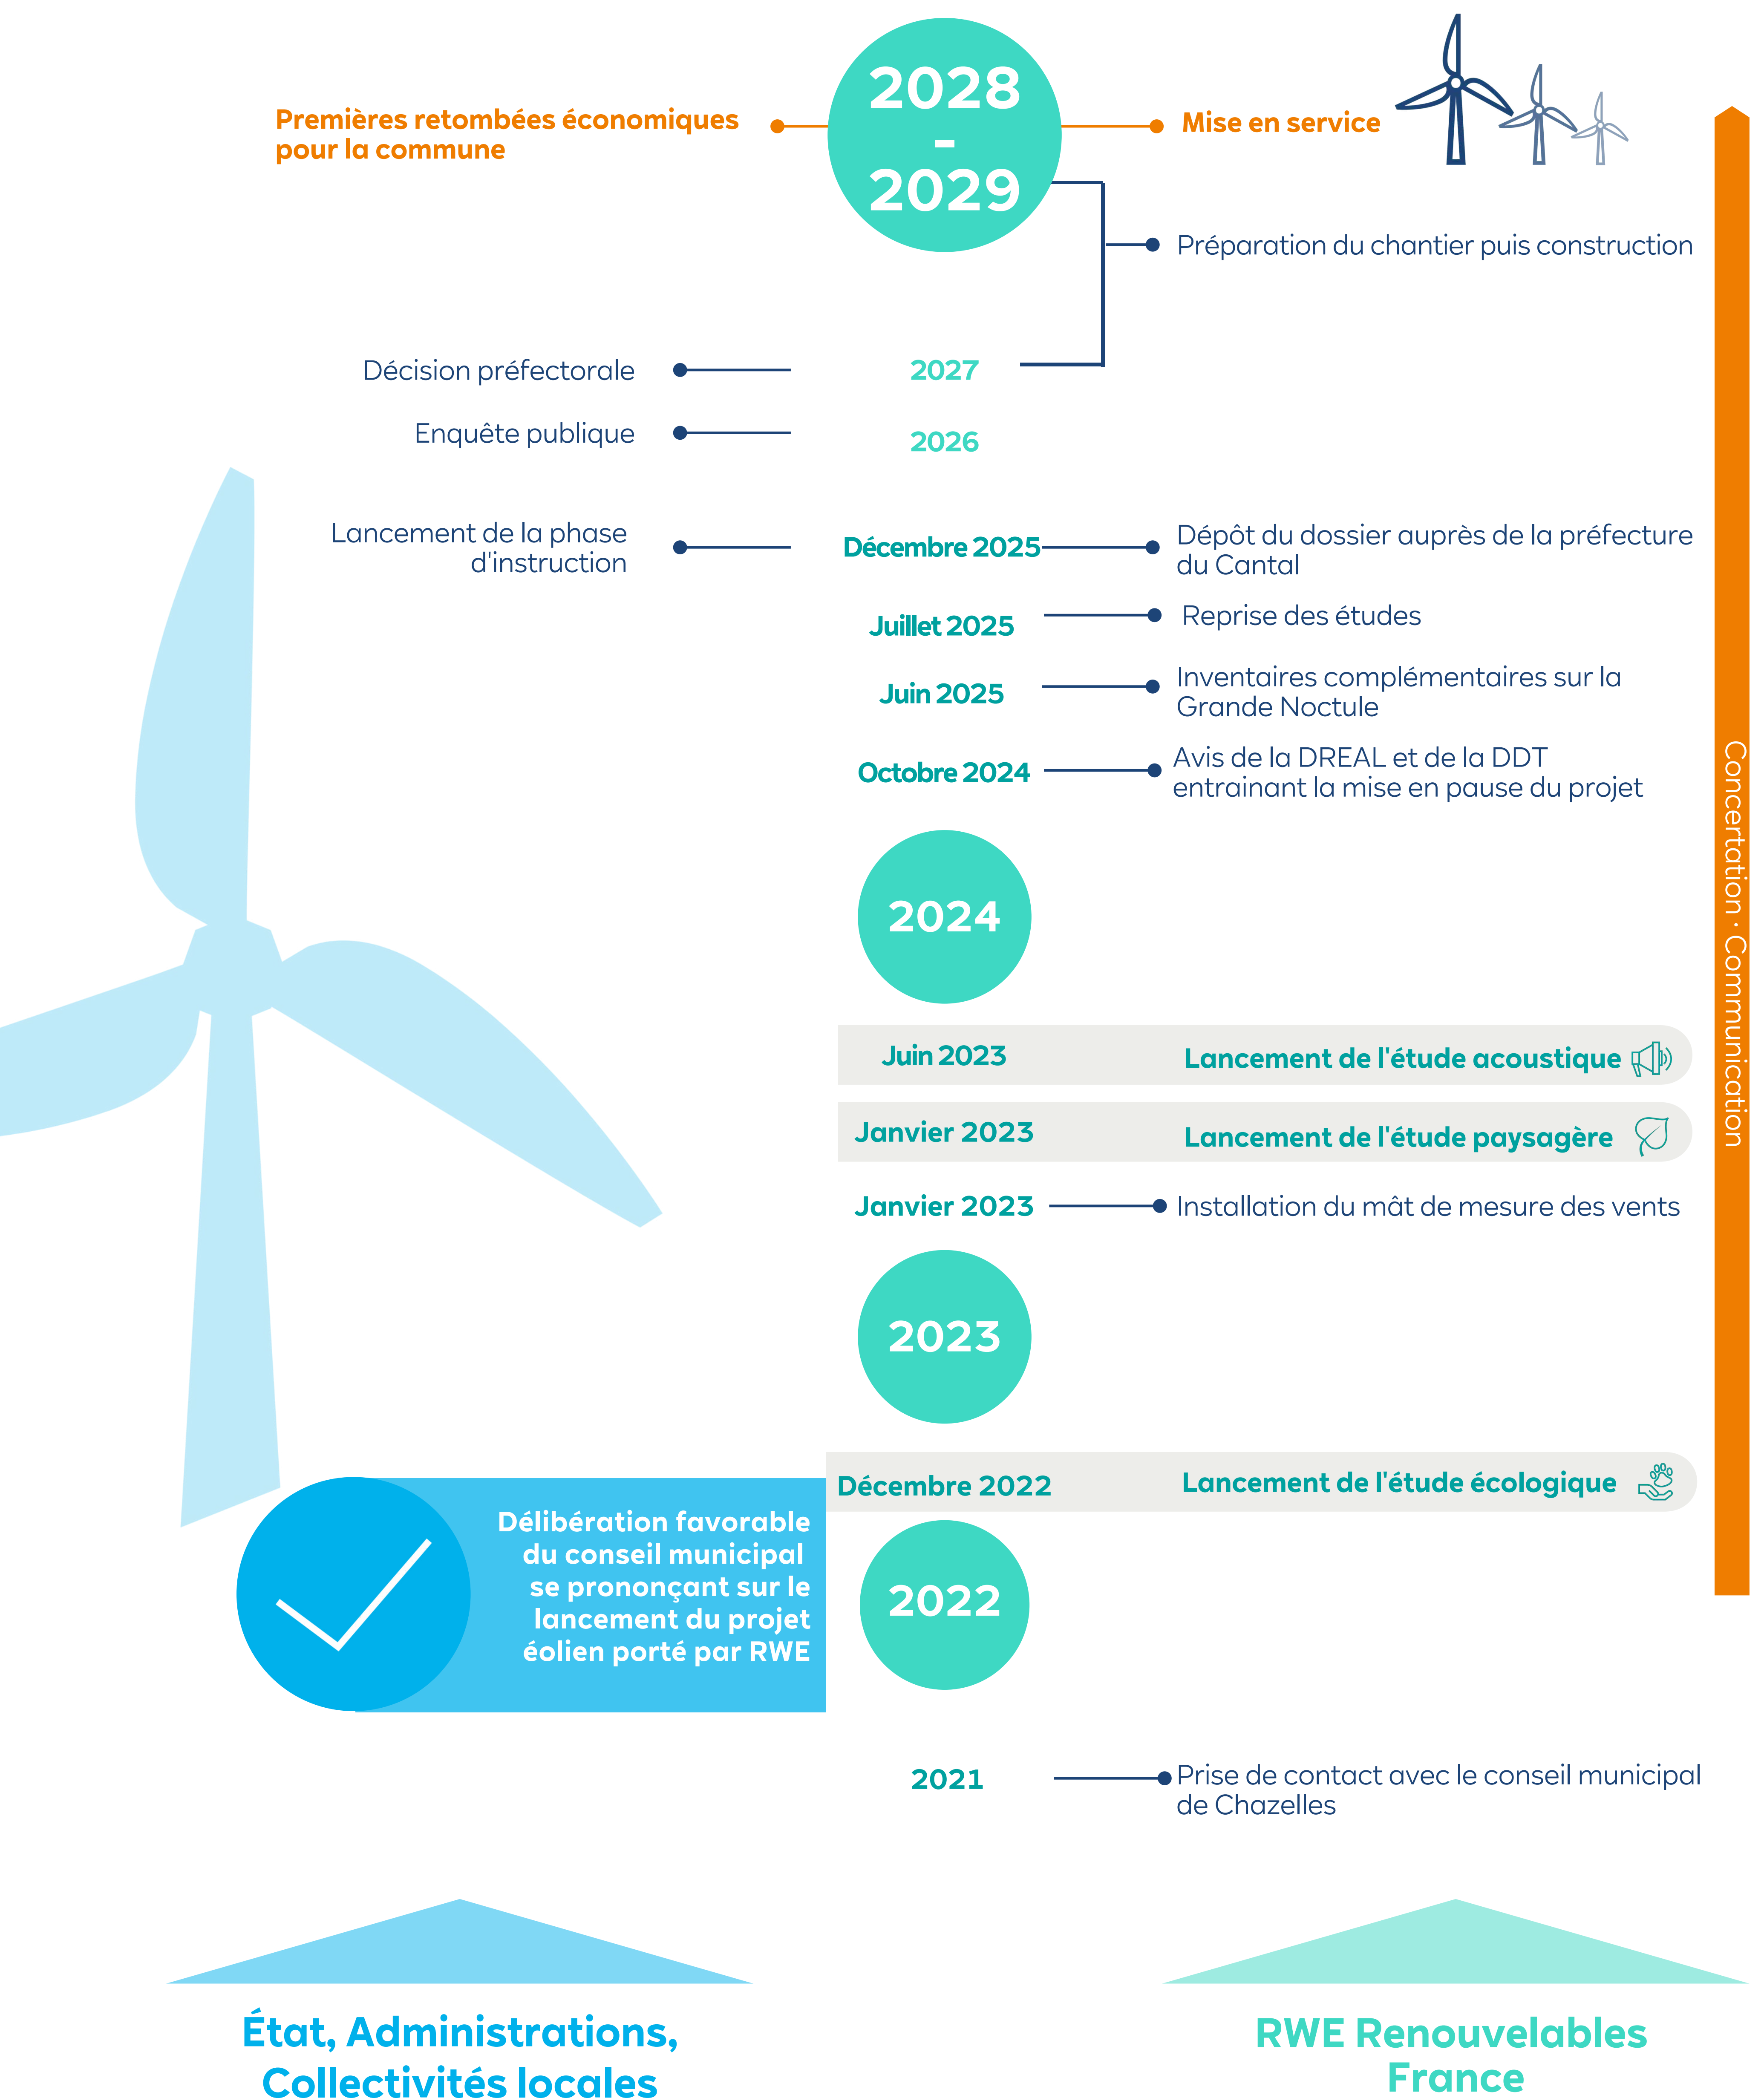 2028
-
2029
Premières retombées économiques
pour la commune
Mise en service
Préparation du chantier puis construction
Décision préfectorale
2027
Enquête publique
2026
Lancement de la phase
d'instruction
Décembre 2025
Dépôt du dossier auprès de la préfecture
du Cantal
Juillet 2025
Reprise des études
Juin 2025
Inventaires complémentaires sur la
Grande Noctule
Octobre 2024
Avis de la DREAL et de la DDT
entrainant la mise en pause du projet
Concertation · Communication
2024
Juin 2023
Lancement de l'étude acoustique
Janvier 2023
Lancement de l'étude paysagère
Janvier 2023
Installation du mât de mesure des vents
2023
Décembre 2022
Lancement de l'étude écologique
Délibération favorable
du conseil municipal
se prononçant sur le
lancement du projet
éolien porté par RWE
2022
2021
Prise de contact avec le conseil municipal
de Chazelles
État, Administrations,
Collectivités locales
RWE Renouvelables
France